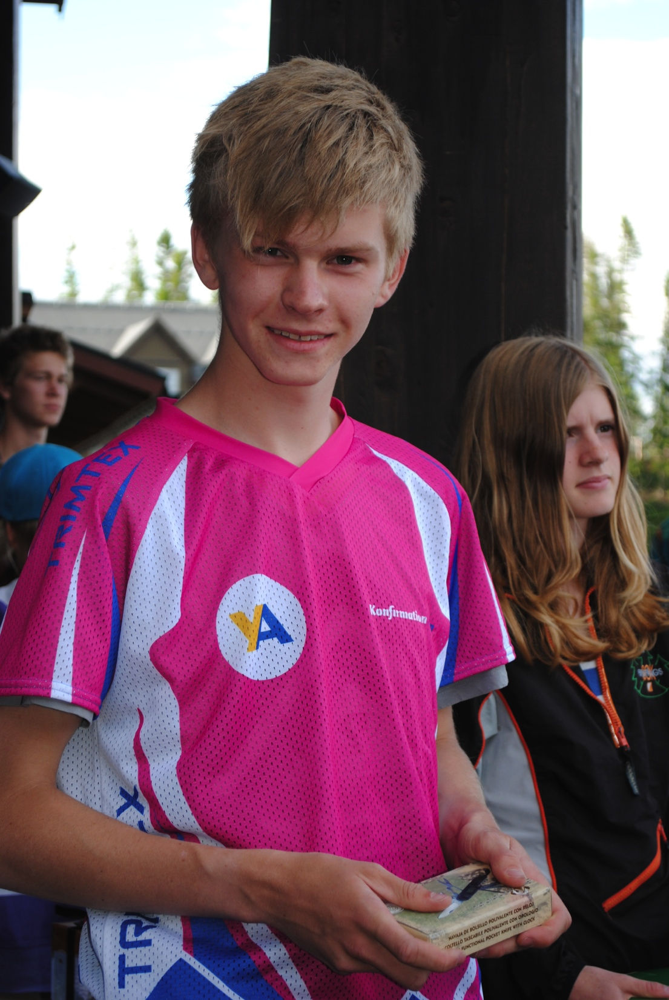 TRIMTEX
YA
Konfirmation
NAVAJA DE BOLSILLO POLIVALENTE CON RELOJ
COLTELLO TASCABILE POLIVALENTE CON OROLOGIO
FUNCTIONAL POCKET KNIFE WITH CLOCK